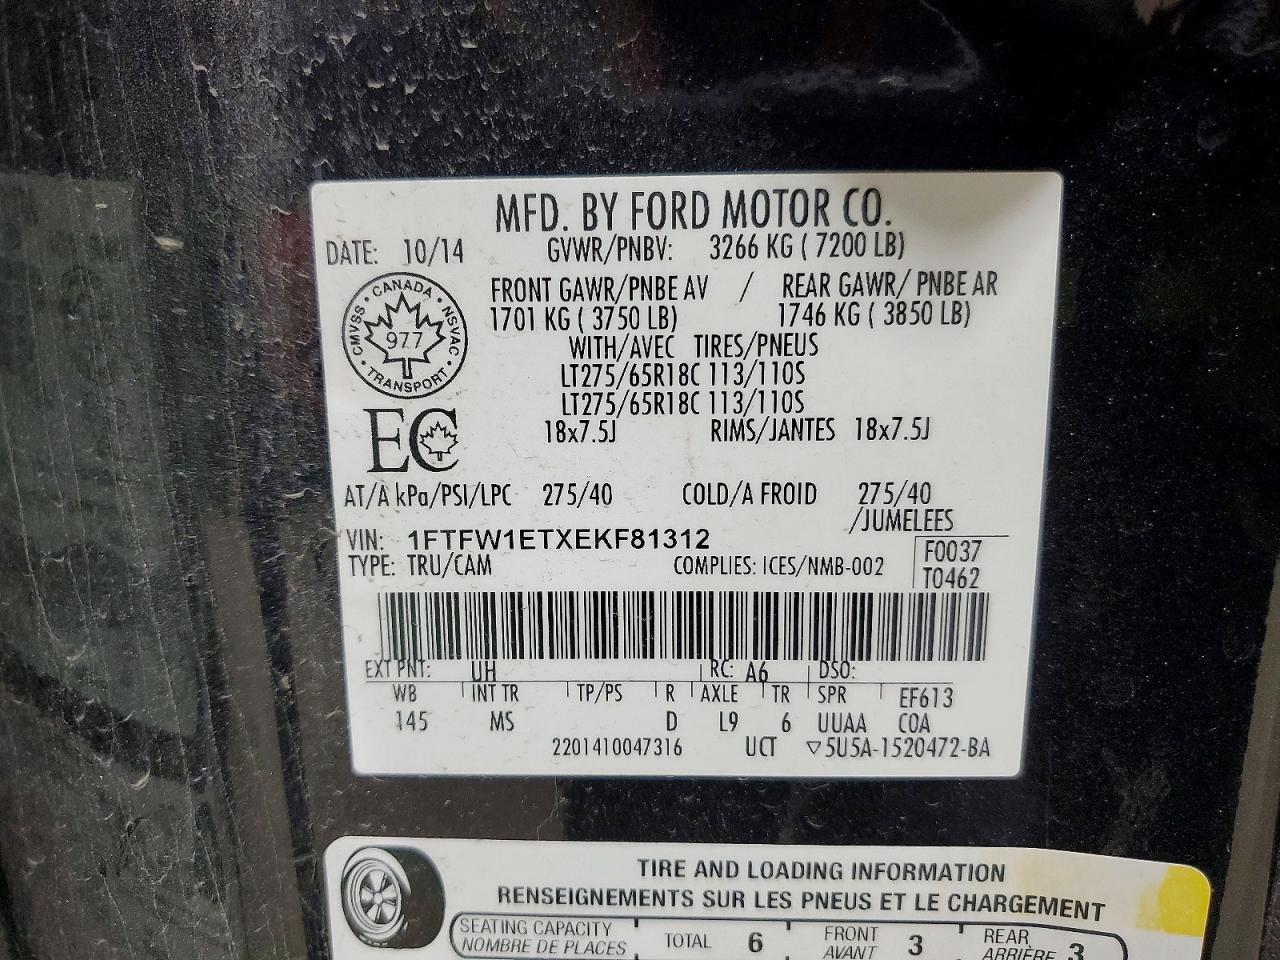 MFD. BY FORD MOTOR CO.
DATE: 10/14 GVWR/PNBV: 3266 KG ( 7200 LB)
FRONT GAWR/PNBE AV / REAR GAWR/ PNBE AR
1701 KG ( 3750 LB) 1746 KG ( 3850 LB)
WITH/AVEC TIRES/PNEUS
LT275/65R18C 113/110S
LT275/65R18C 113/110S
18x7.5J RIMS/JANTES 18x7.5J
CANADA
CMVSS • NSVAC
977
TRANSPORT
EC
AT/A kPa/PSI/LPC 275/40 COLD/A FROID 275/40
/JUMELEES
VIN: 1FTFW1ETXEKF81312
TYPE: TRU/CAM COMPLIES: ICES/NMB-002
F0037
T0462
EXT PNT: UH RC: A6 DSO:
WB INT TR TP/PS R AXLE TR SPR EF613
145 MS D L9 6 UUAA COA
2201410047316 UCT ▽5U5A-1520472-BA
TIRE AND LOADING INFORMATION
RENSEIGNEMENTS SUR LES PNEUS ET LE CHARGEMENT
SEATING CAPACITY TOTAL 6 FRONT 3 REAR 3
NOMBRE DE PLACES AVANT ARRIÈRE